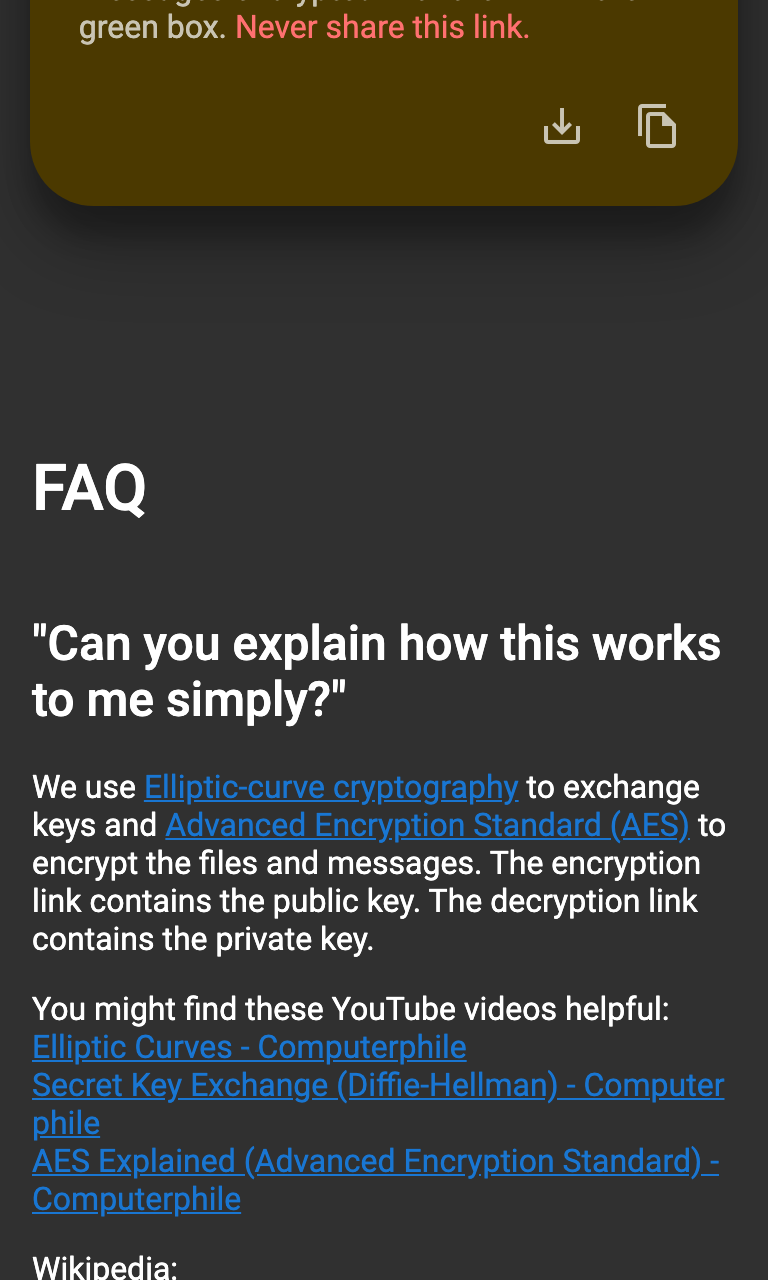 green box. Never share this link.
FAQ
"Can you explain how this works
to me simply?"
We use Elliptic-curve cryptography to exchange
keys and Advanced Encryption Standard (AES) to
encrypt the files and messages. The encryption
link contains the public key. The decryption link
contains the private key.
You might find these YouTube videos helpful:
Elliptic Curves - Computerphile
Secret Key Exchange (Diffie-Hellman) - Computer
phile
AES Explained (Advanced Encryption Standard) -
Computerphile
Wikipedia: